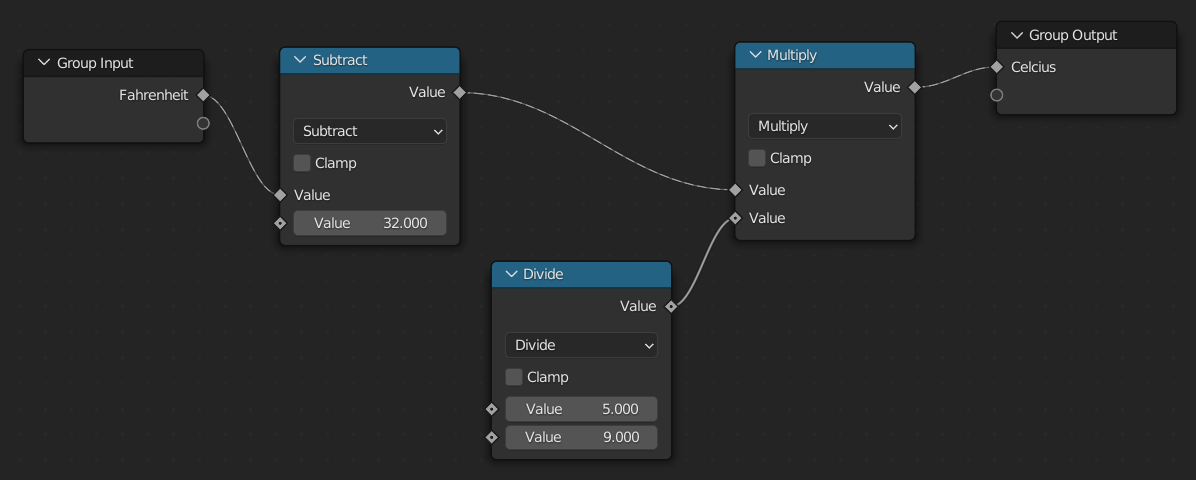 Group Input
Fahrenheit
Subtract
Value
Subtract
Clamp
Value
Value 32.000
Divide
Value
Divide
Clamp
Value 5.000
Value 9.000
Multiply
Value
Multiply
Clamp
Value
Value
Group Output
Celcius